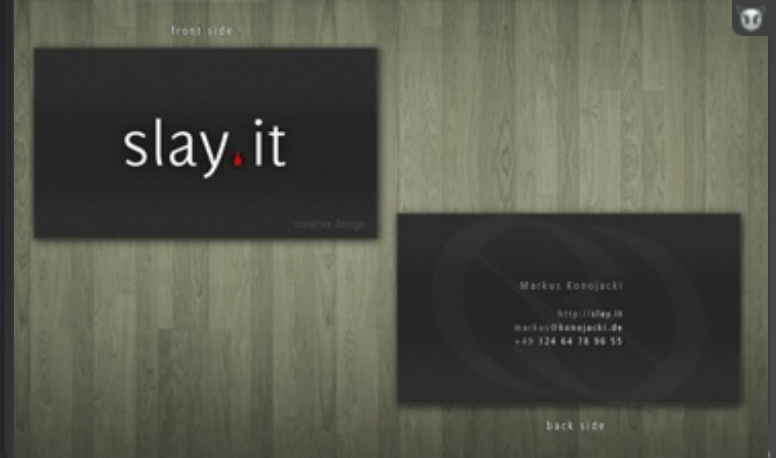 front side
slay.it
creative design
Markus Konojacki
http://slay.it
markus@konojacki.de
+49 124 64 78 96 55
back side